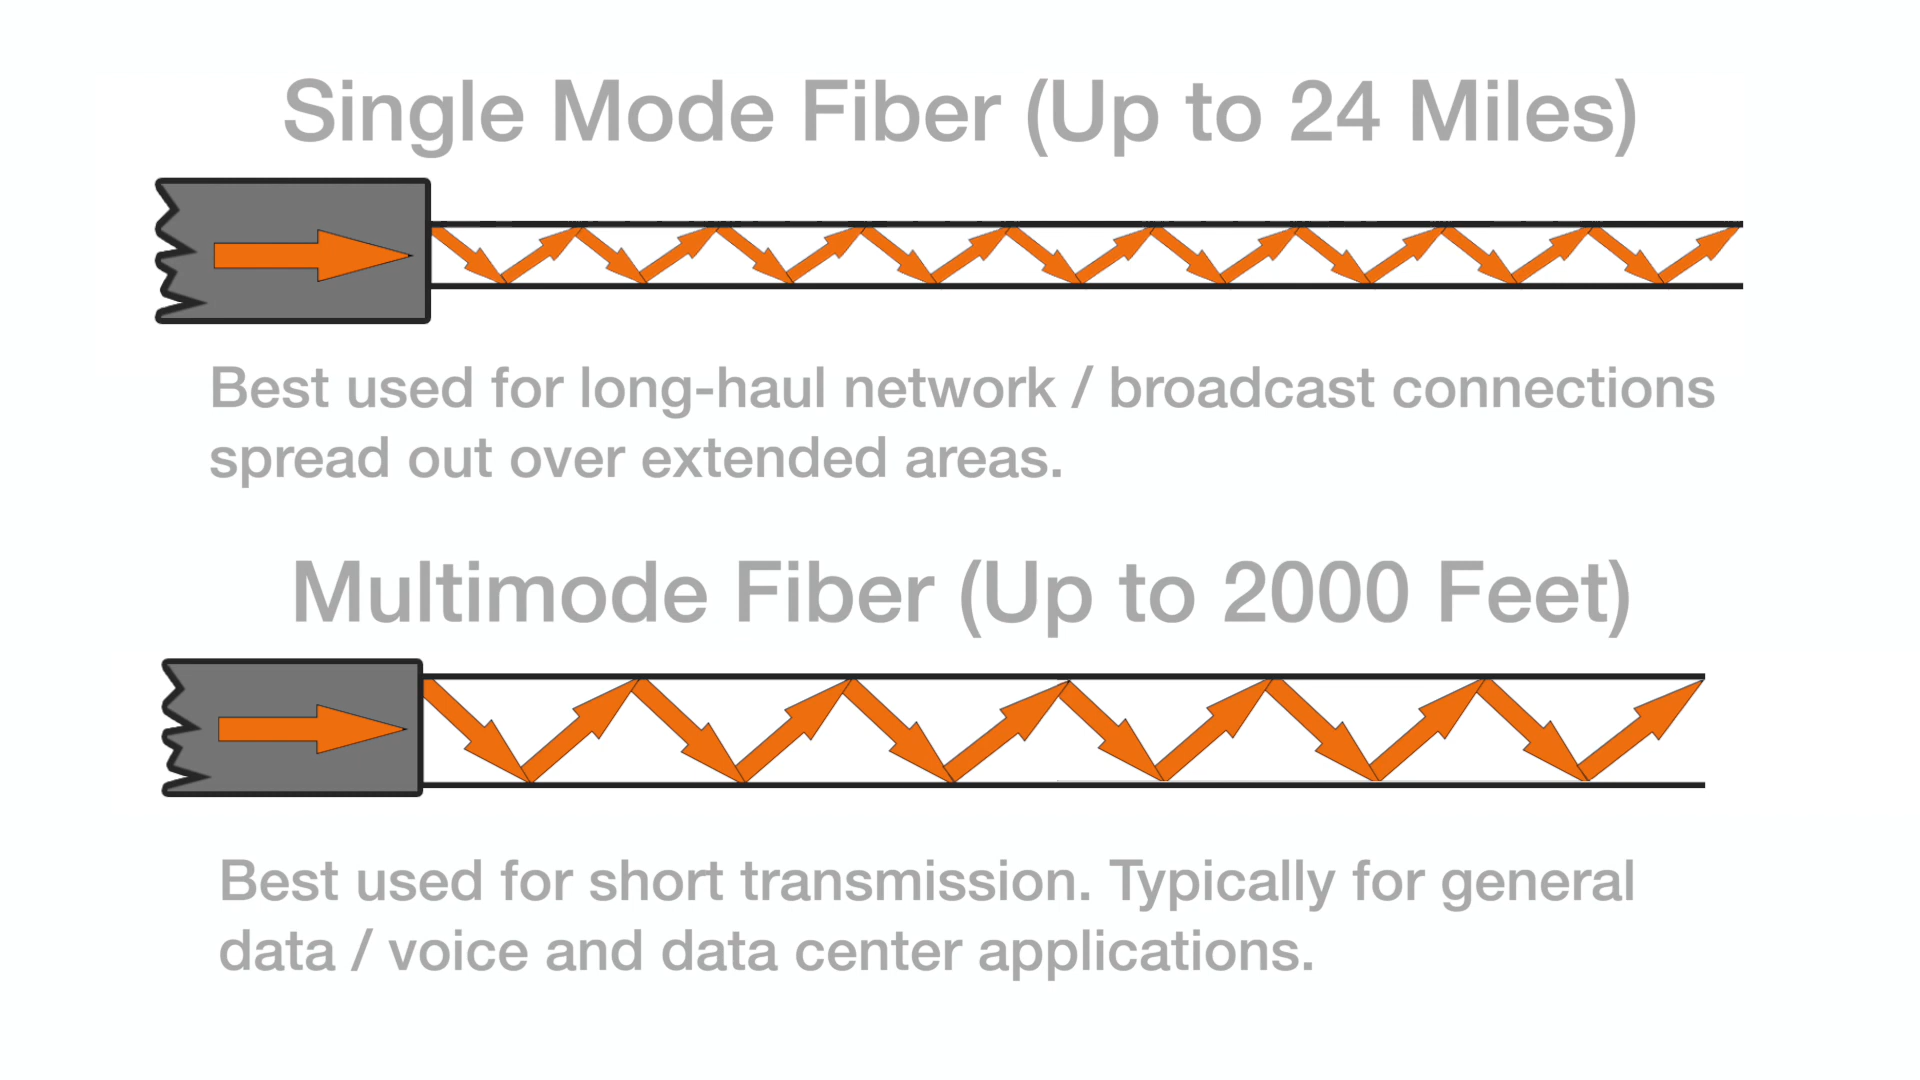 Single Mode Fiber (Up to 24 Miles)
Best used for long-haul network / broadcast connections
spread out over extended areas.
Multimode Fiber (Up to 2000 Feet)
Best used for short transmission. Typically for general
data / voice and data center applications.